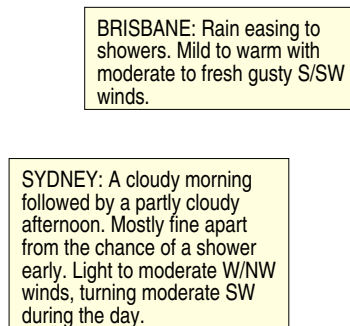 BRISBANE: Rain easing to
showers. Mild to warm with
moderate to fresh gusty S/SW
winds.
SYDNEY: A cloudy morning
followed by a partly cloudy
afternoon. Mostly fine apart
from the chance of a shower
early. Light to moderate W/NW
winds, turning moderate SW
during the day.